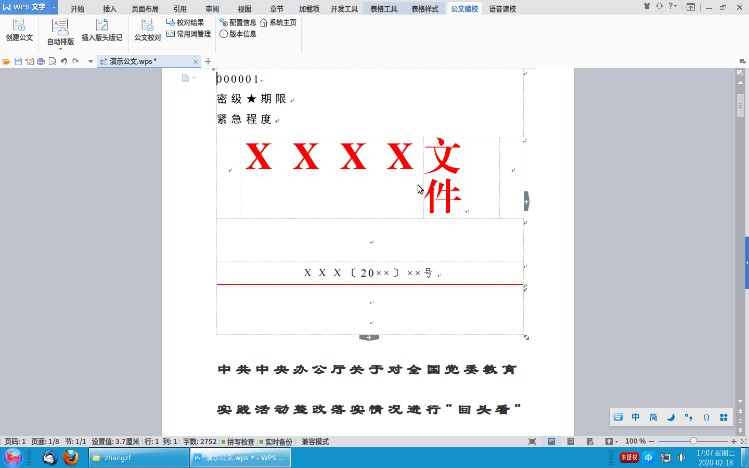 WPS 文字 开始 插入 页面布局 引用 审阅 视图 章节 加载项 开发工具 表格工具 表格样式 公文编校 语音读校
创建公文 自动排版 插入版头版记 公文校对 校对结果 常用词管理 配置信息 系统主页 版本信息
演示公文.wps *
000001
密级★期限
紧急程度
X X X X 文
件
X X X〔20××〕××号
中共中央办公厅关于对全国党委教育
实践活动整改落实情况进行"回头看"
页码: 1 页面: 1/8 节: 1/1 设置值: 3.7厘米 行: 1 列: 1 字数: 2752 拼写检查 实时备份 兼容模式 100 %
中 简
zhangzf 演示公文.wps * - WPS ... 未授权 17:07 星期二
2020-02-18